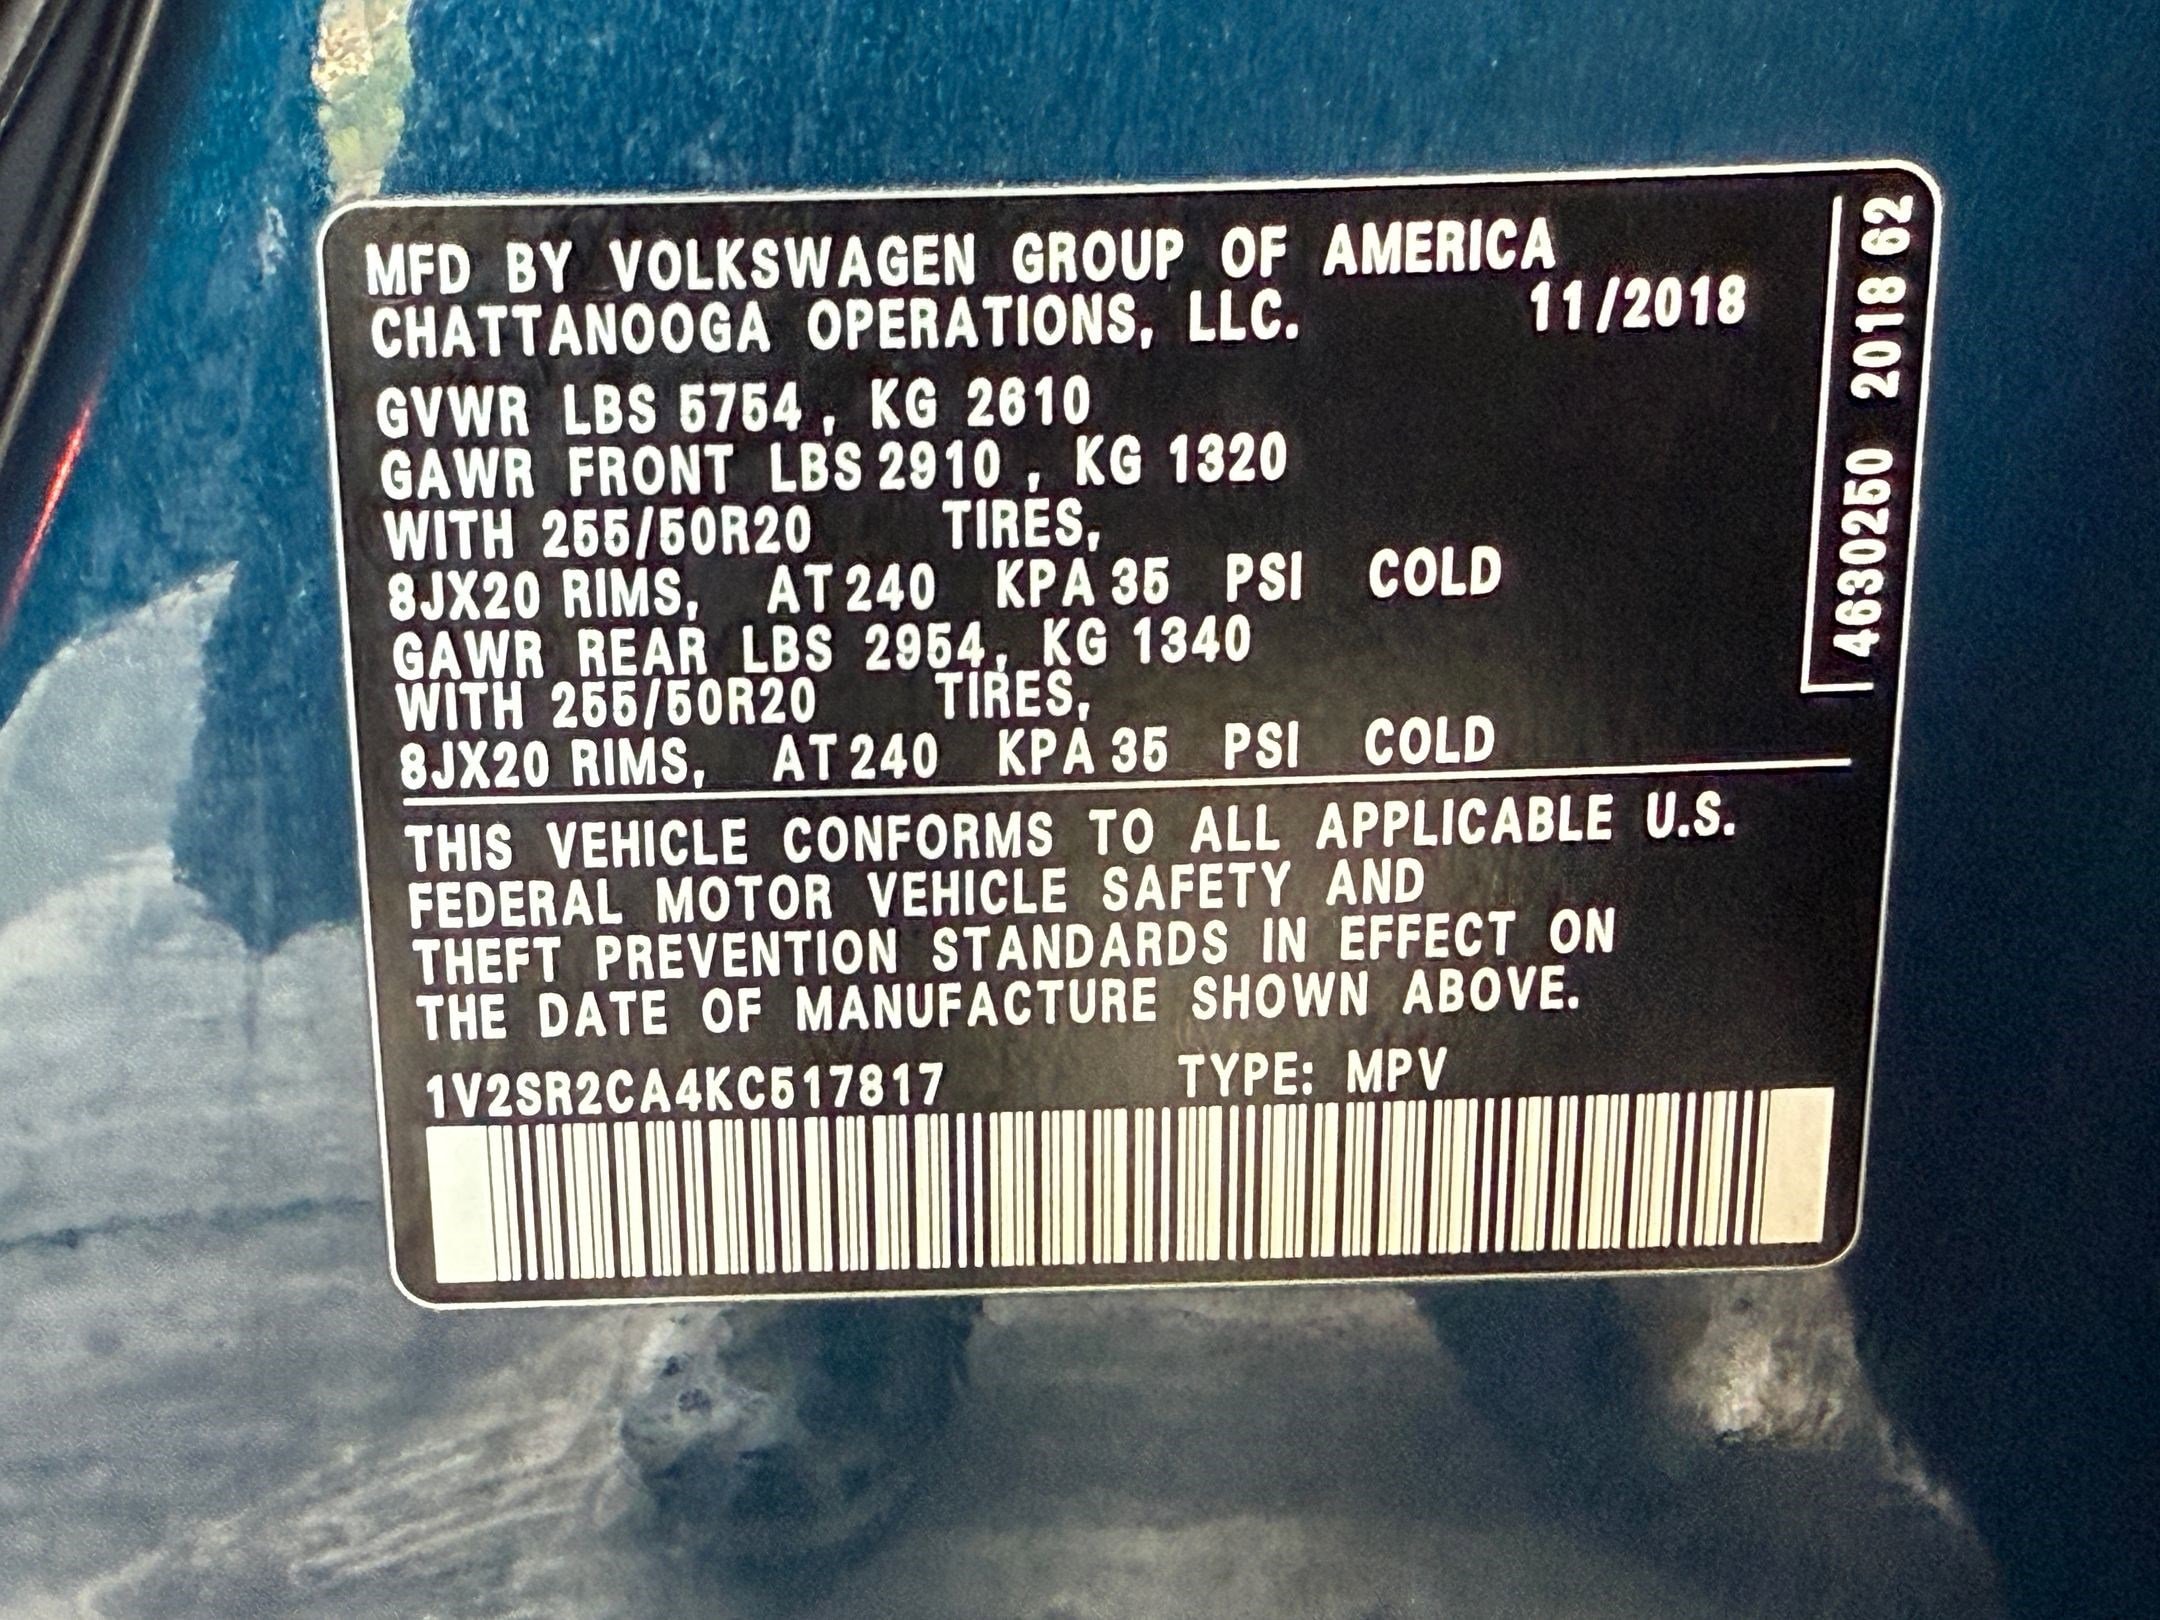 MFD BY VOLKSWAGEN GROUP OF AMERICA
CHATTANOOGA OPERATIONS, LLC. 11/2018
GVWR LBS 5754, KG 2610
GAWR FRONT LBS 2910, KG 1320
WITH 255/50R20 TIRES,
8JX20 RIMS, AT 240 KPA 35 PSI COLD
GAWR REAR LBS 2954, KG 1340
WITH 255/50R20 TIRES,
8JX20 RIMS, AT 240 KPA 35 PSI COLD
THIS VEHICLE CONFORMS TO ALL APPLICABLE U.S.
FEDERAL MOTOR VEHICLE SAFETY AND
THEFT PREVENTION STANDARDS IN EFFECT ON
THE DATE OF MANUFACTURE SHOWN ABOVE.
1V2SR2CA4KC517817 TYPE: MPV
4630250 2018 62